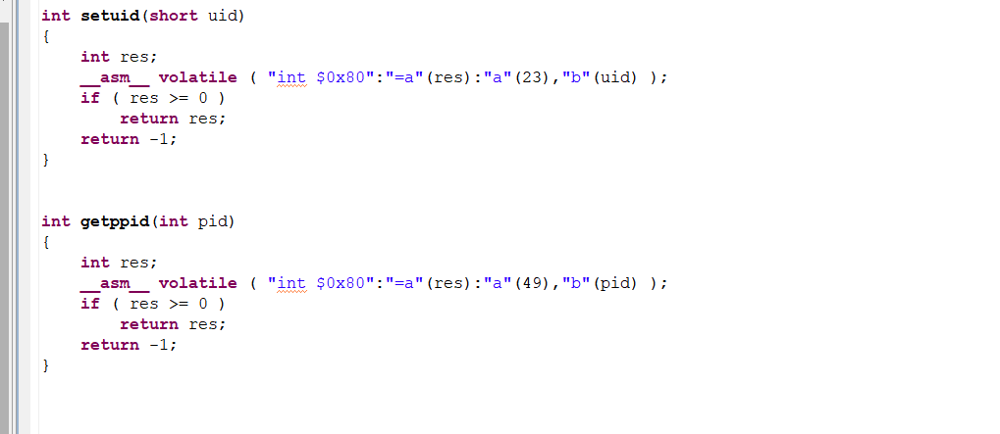 int setuid(short uid)
{
    int res;
    __asm__ volatile ( "int $0x80":"=a"(res):"a"(23),"b"(uid) );
    if ( res >= 0 )
        return res;
    return -1;
}
int getppid(int pid)
{
    int res;
    __asm__ volatile ( "int $0x80":"=a"(res):"a"(49),"b"(pid) );
    if ( res >= 0 )
        return res;
    return -1;
}